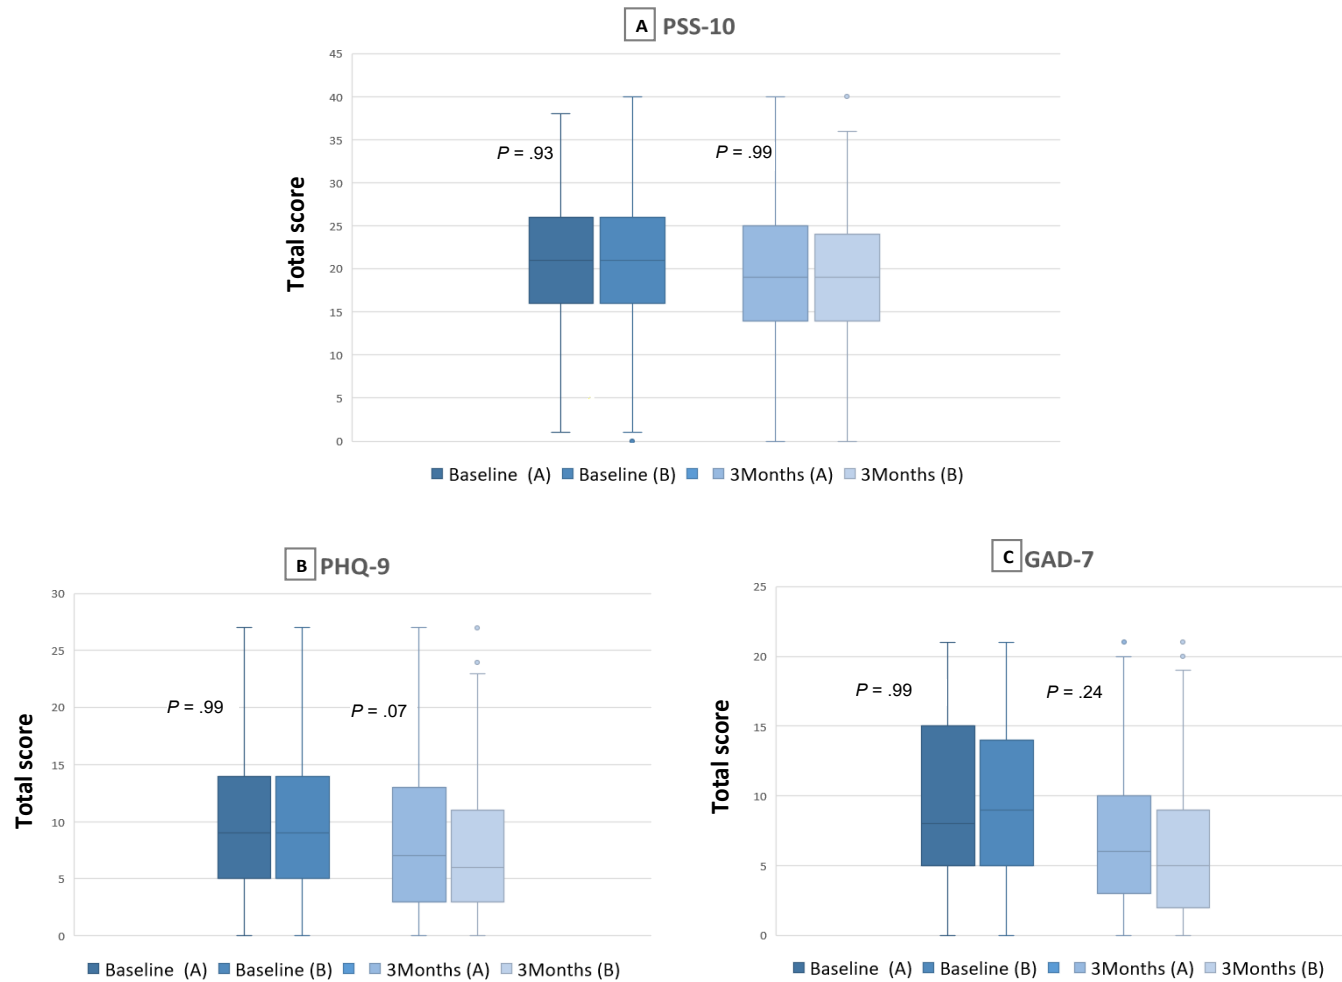 A PSS-10
45
40
35
30
25
20
15
10
5
0
Total score
P = .93
P = .99
Baseline (A) Baseline (B) 3Months (A) 3Months (B)
B PHQ-9
30
25
20
15
10
5
0
Total score
P = .99
P = .07
Baseline (A) Baseline (B) 3Months (A) 3Months (B)
C GAD-7
25
20
15
10
5
0
Total score
P = .99
P = .24
Baseline (A) Baseline (B) 3Months (A) 3Months (B)